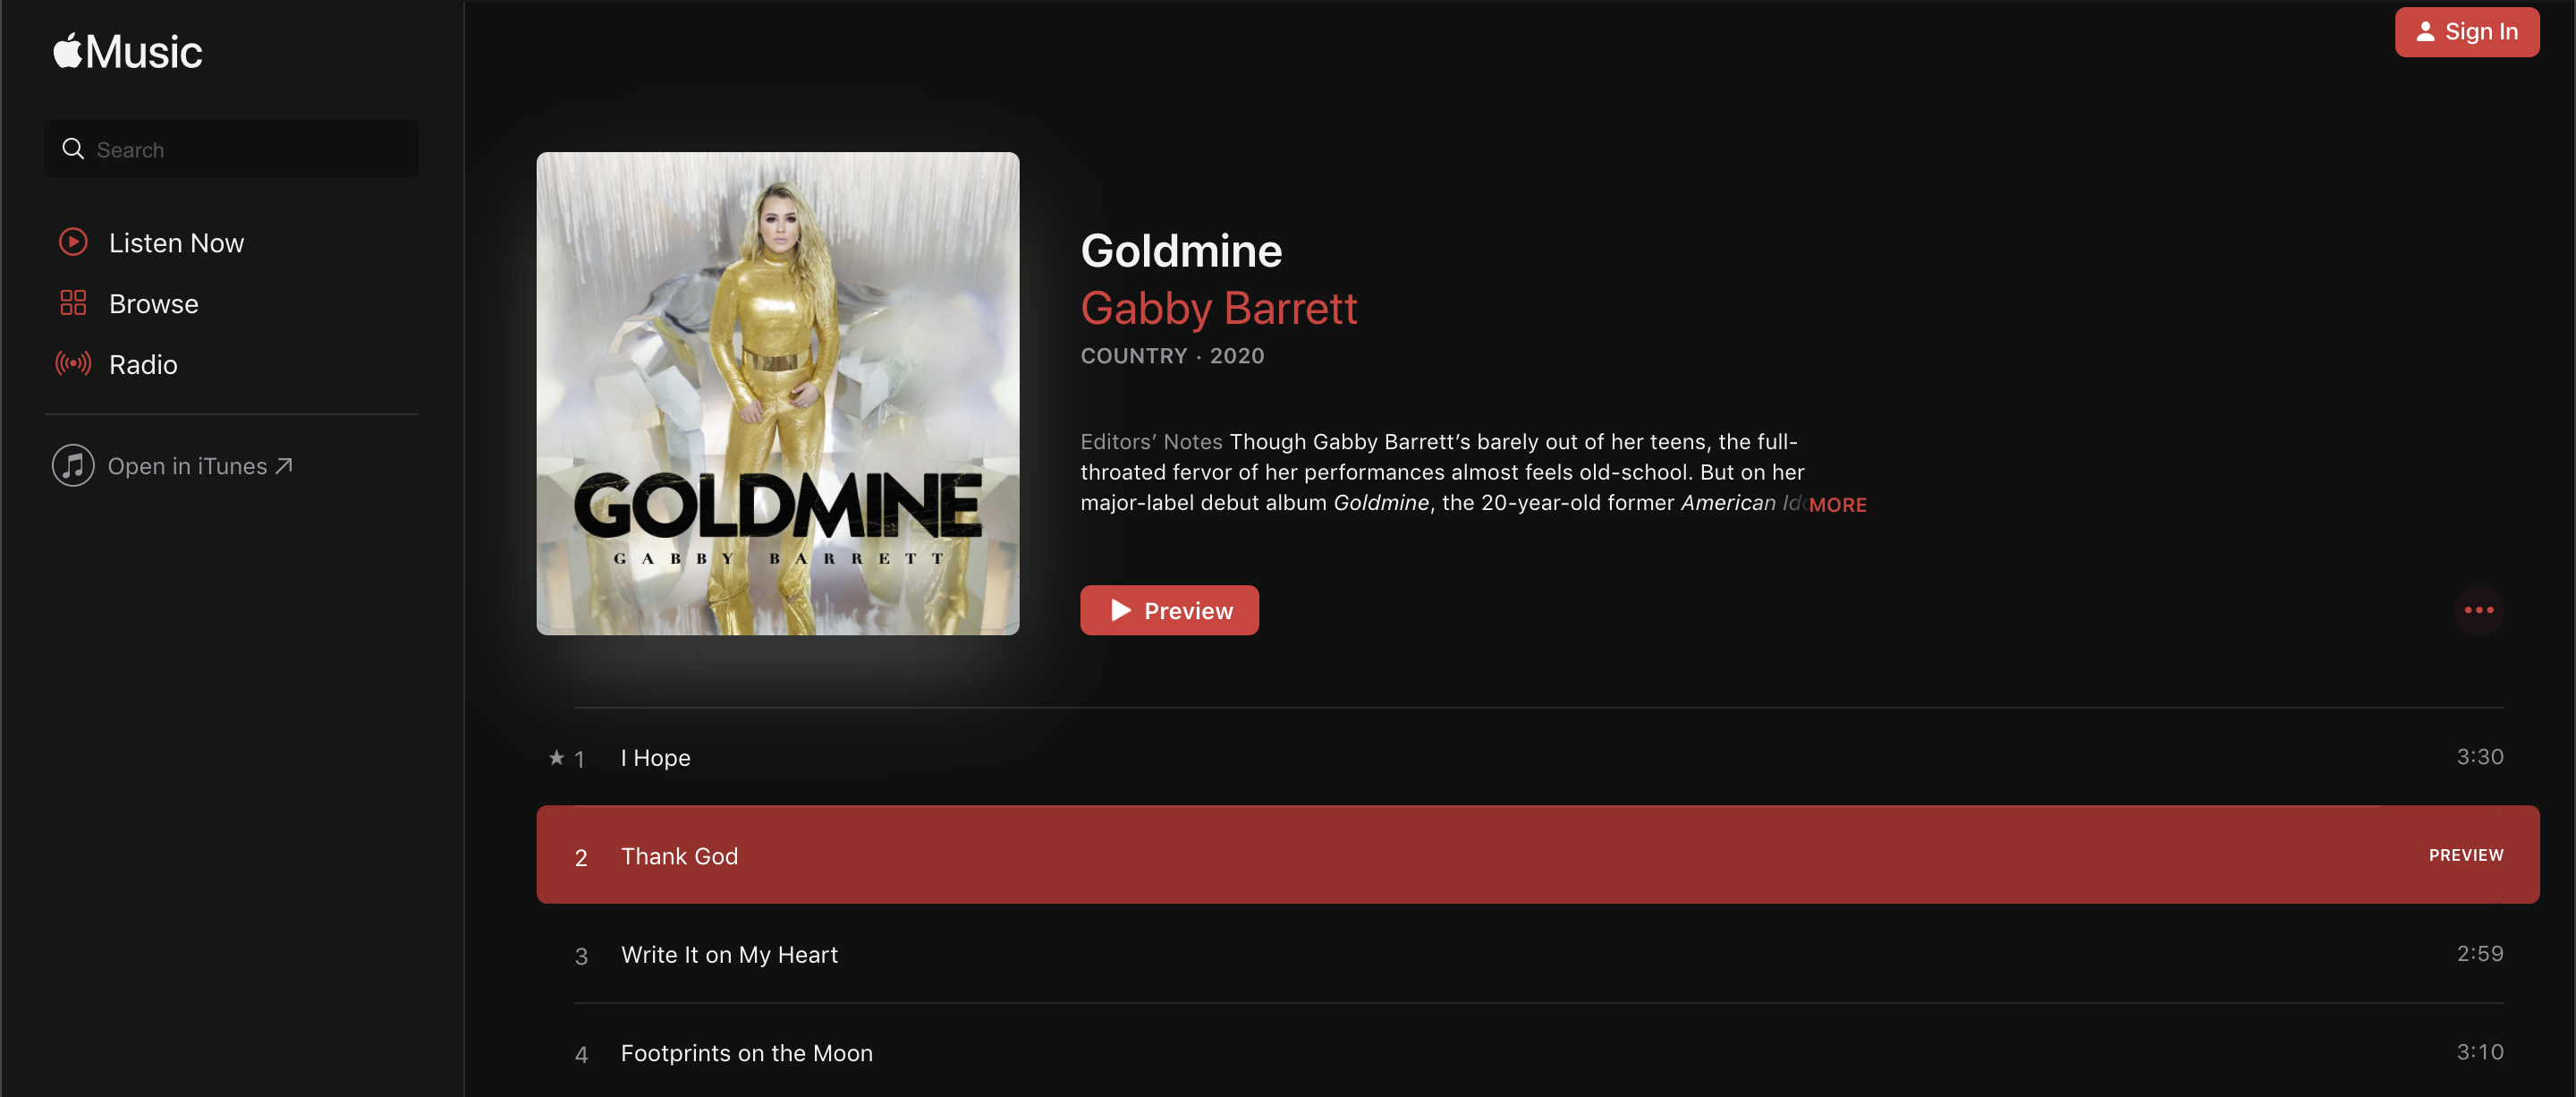 Music
Sign In
Search
Listen Now
Browse
Radio
Open in iTunes
GOLDMINE
GABBY BARRETT
Goldmine
Gabby Barrett
COUNTRY · 2020
Editors’ Notes Though Gabby Barrett’s barely out of her teens, the full-
throated fervor of her performances almost feels old-school. But on her
major-label debut album Goldmine, the 20-year-old former American Ido MORE
Preview
★ 1 I Hope 3:30
2 Thank God PREVIEW
3 Write It on My Heart 2:59
4 Footprints on the Moon 3:10